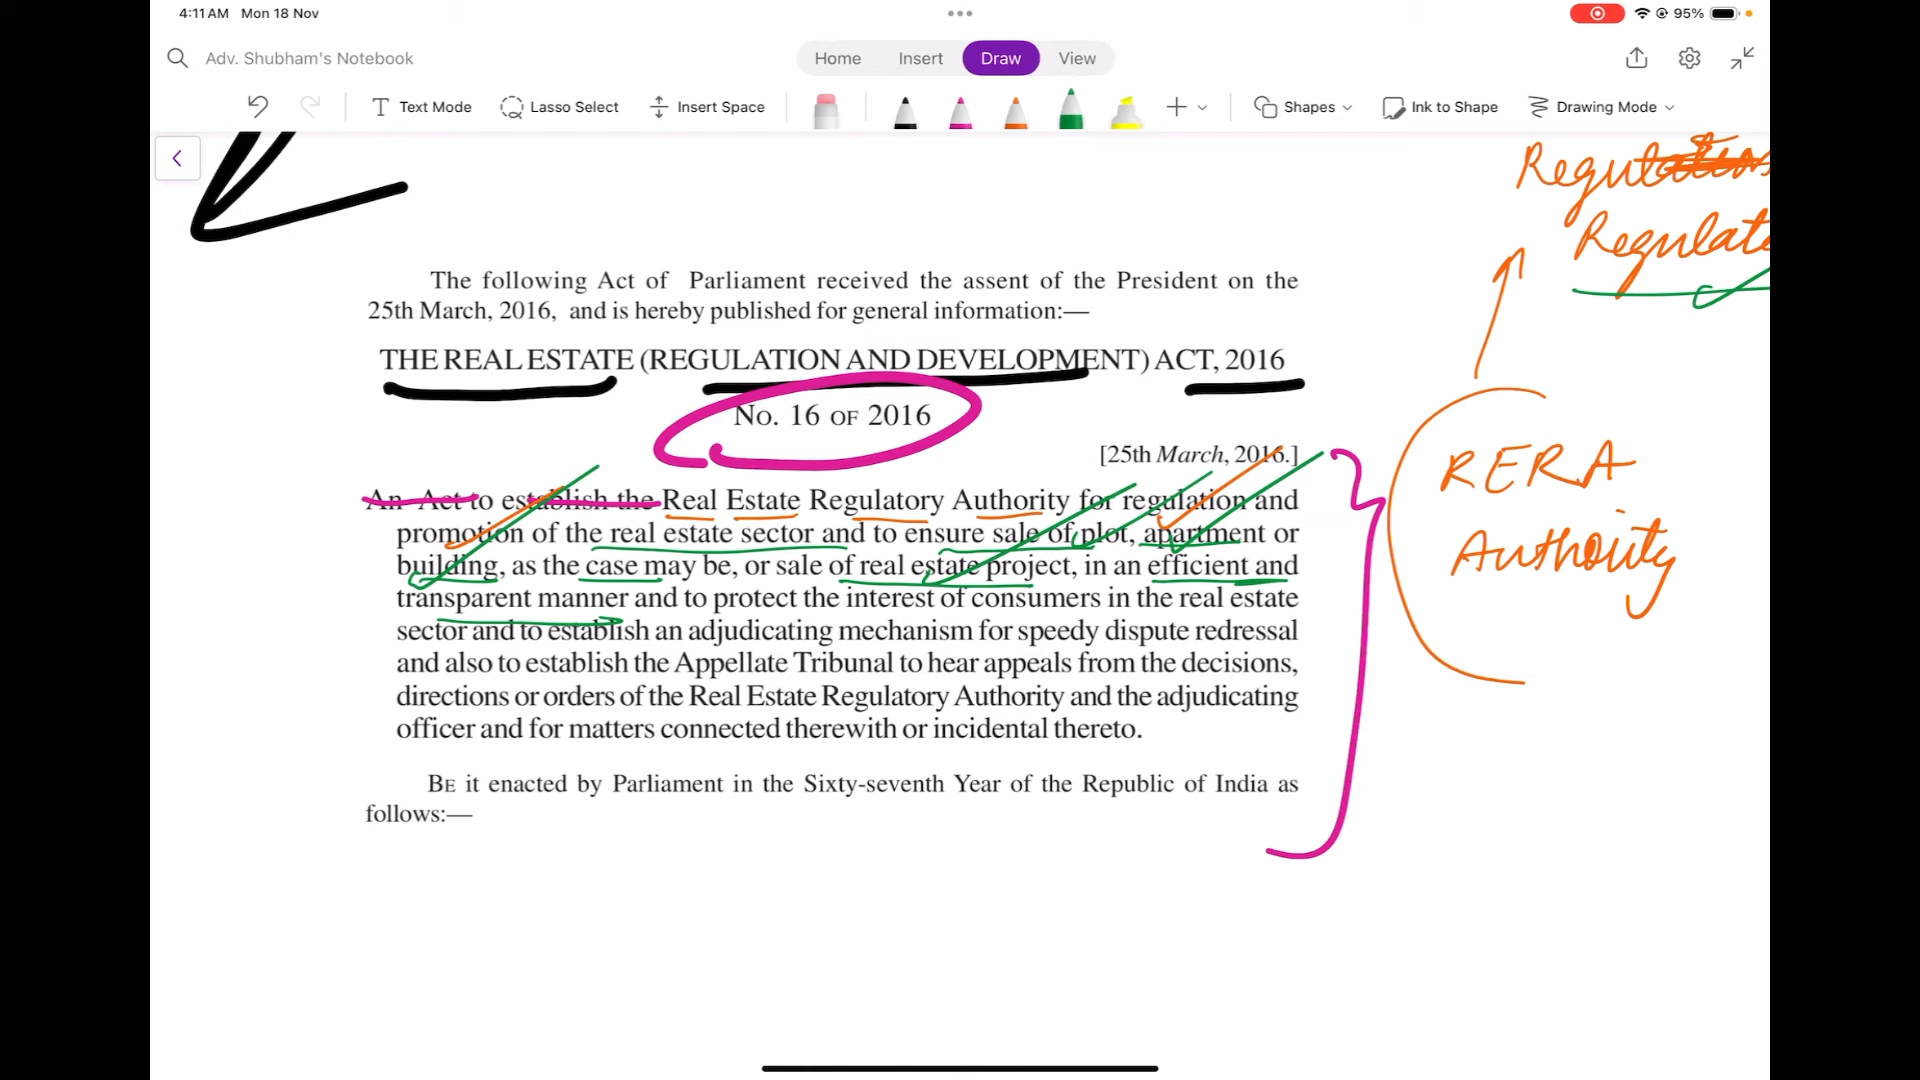 4:11 AM Mon 18 Nov
95%
Adv. Shubham's Notebook
Home Insert Draw View
Text Mode Lasso Select Insert Space Shapes Ink to Shape Drawing Mode
Regulate
The following Act of Parliament received the assent of the President on the
25th March, 2016, and is hereby published for general information:—
THE REAL ESTATE (REGULATION AND DEVELOPMENT) ACT, 2016
No. 16 OF 2016
[25th March, 2016.]
An Act to establish the Real Estate Regulatory Authority for regulation and
promotion of the real estate sector and to ensure sale of plot, apartment or
building, as the case may be, or sale of real estate project, in an efficient and
transparent manner and to protect the interest of consumers in the real estate
sector and to establish an adjudicating mechanism for speedy dispute redressal
and also to establish the Appellate Tribunal to hear appeals from the decisions,
directions or orders of the Real Estate Regulatory Authority and the adjudicating
officer and for matters connected therewith or incidental thereto.
BE it enacted by Parliament in the Sixty-seventh Year of the Republic of India as
follows:—
RERA
Authority